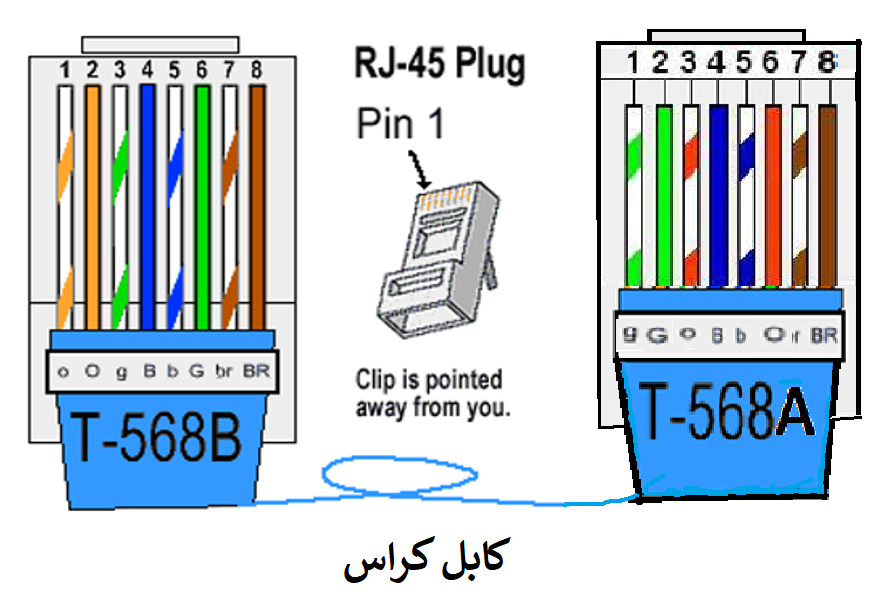 1 2 3 4 5 6 7 8
o O g B b G br BR
T-568B
RJ-45 Plug
Pin 1
Clip is pointed
away from you.
1 2 3 4 5 6 7 8
g G o B b O r BR
T-568A
کابل کراس